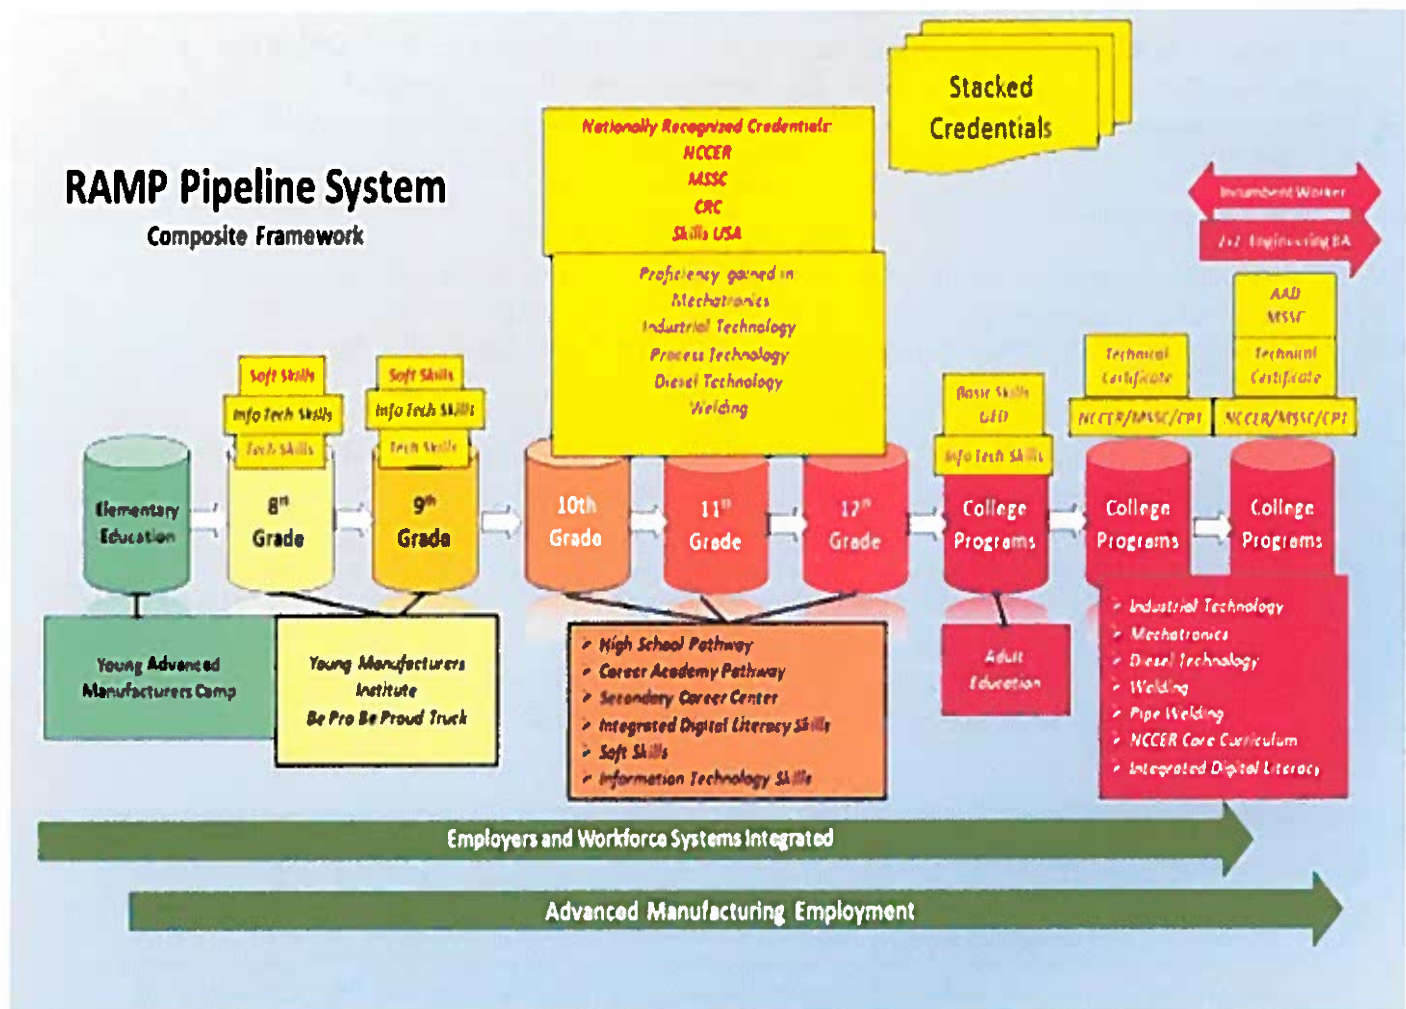 Stacked
Credentials
Nationally Recognized Credentials
NCCER
MSSC
CRC
Skills USA
RAMP Pipeline System
Composite Framework
Incumbent Worker
2+2 Engineering BA
Proficiency gained in
Mechatronics
Industrial Technology
Process Technology
Diesel Technology
Welding
Soft Skills
Info Tech Skills
Tech Skills
Soft Skills
Info Tech Skills
Tech Skills
Basic Skills
GED
Info Tech Skills
Technical
Certificate
NCCER/MSSC/CPT
AAD
MSSC
Technical
Certificate
NCCER/MSSC/CPT
Elementary
Education
8th
Grade
9th
Grade
10th
Grade
11th
Grade
12th
Grade
College
Programs
College
Programs
College
Programs
Young Advanced
Manufacturers Camp
Young Manufacturers
Institute
Be Pro Be Proud Truck
➢ High School Pathway
➢ Career Academy Pathway
➢ Secondary Career Center
➢ Integrated Digital Literacy Skills
➢ Soft Skills
➢ Information Technology Skills
Adult
Education
➢ Industrial Technology
➢ Mechatronics
➢ Diesel Technology
➢ Welding
➢ Pipe Welding
➢ NCCER Core Curriculum
➢ Integrated Digital Literacy
Employers and Workforce Systems Integrated
Advanced Manufacturing Employment